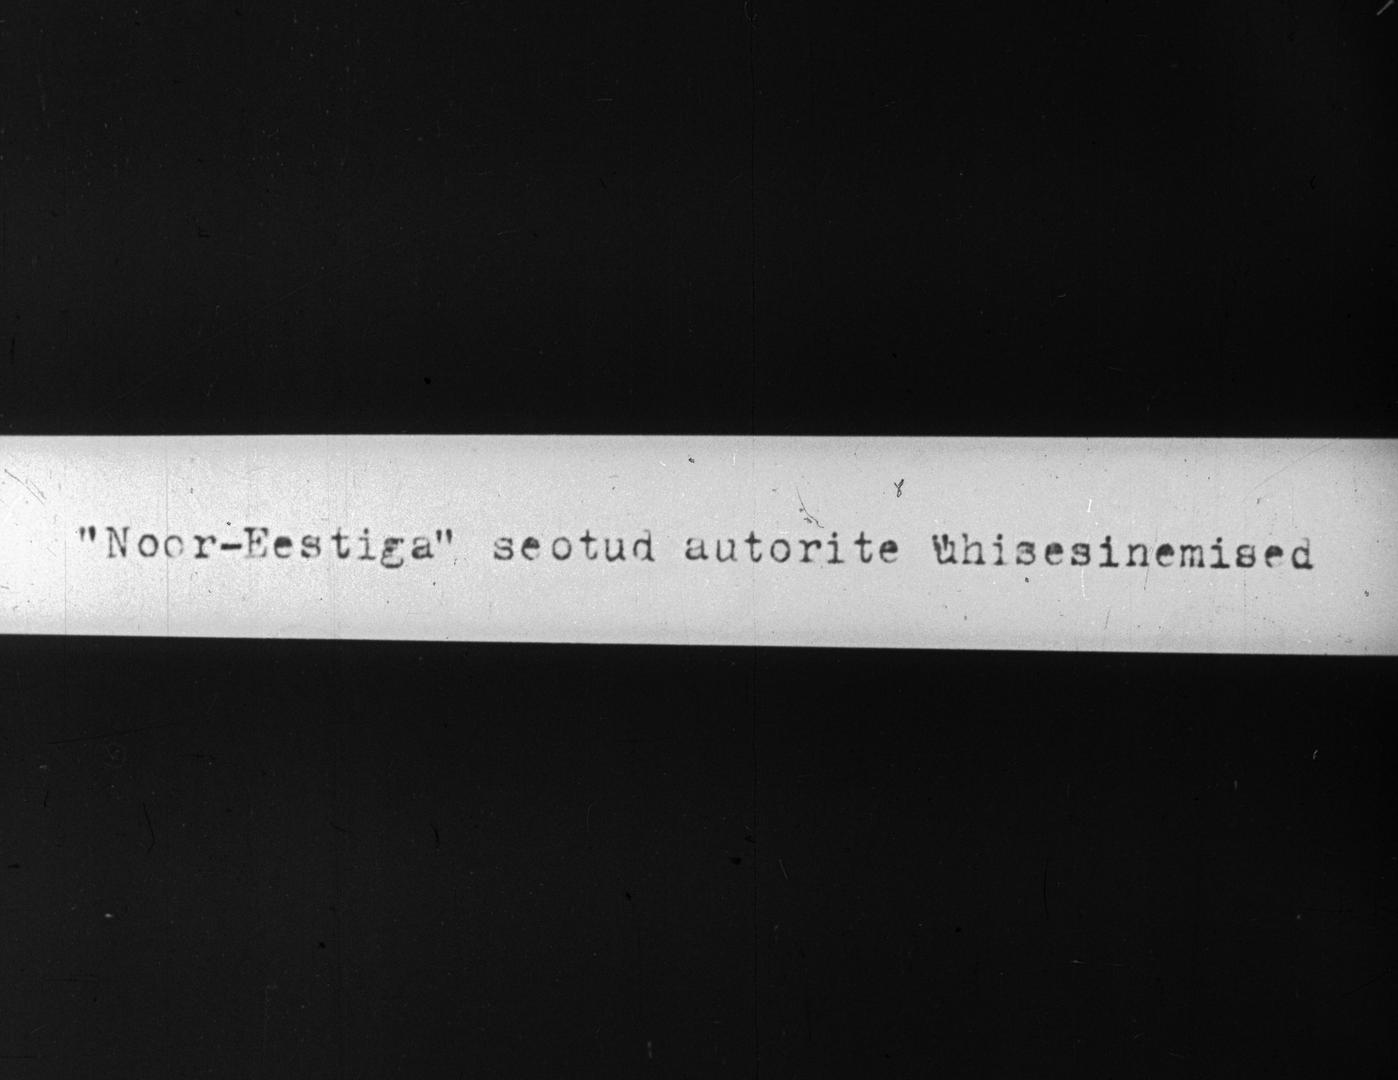 "Noor-Eestiga" seotud autorite ühisesinemised